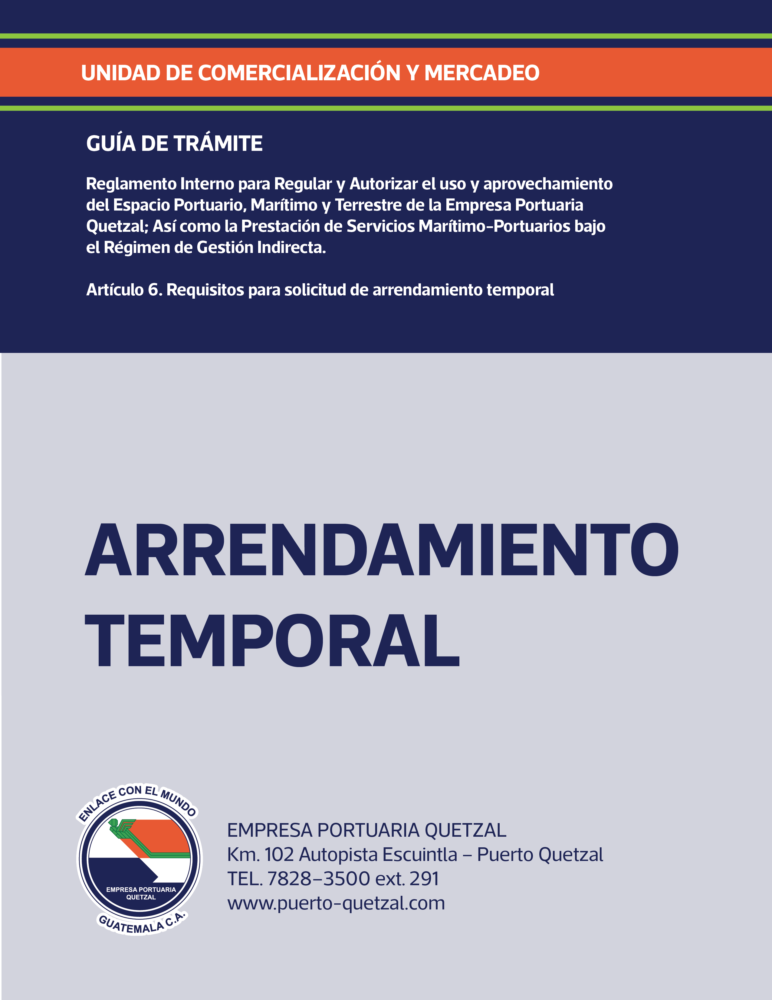 UNIDAD DE COMERCIALIZACIÓN Y MERCADEO
GUÍA DE TRÁMITE
Reglamento Interno para Regular y Autorizar el uso y aprovechamiento
del Espacio Portuario, Marítimo y Terrestre de la Empresa Portuaria
Quetzal; Así como la Prestación de Servicios Marítimo-Portuarios bajo
el Régimen de Gestión Indirecta.
Artículo 6. Requisitos para solicitud de arrendamiento temporal
ARRENDAMIENTO
TEMPORAL
ENLACE CON EL MUNDO
EMPRESA PORTUARIA
QUETZAL
GUATEMALA C.A.
EMPRESA PORTUARIA QUETZAL
Km. 102 Autopista Escuintla – Puerto Quetzal
TEL. 7828–3500 ext. 291
www.puerto-quetzal.com